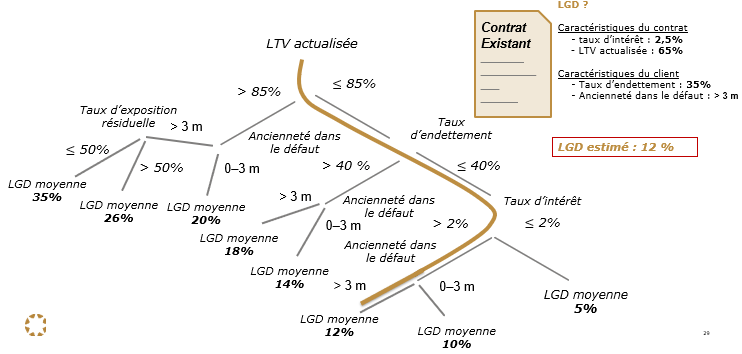 LGD ?
Contrat
Existant
Caractéristiques du contrat
- taux d'intérêt : 2,5%
- LTV actualisée : 65%
Caractéristiques du client
- Taux d'endettement : 35%
- Ancienneté dans le défaut : > 3 m
LGD estimé : 12 %
LTV actualisée
> 85%
≤ 85%
Taux d'exposition
résiduelle
> 3 m
Ancienneté dans
le défaut
Taux
d'endettement
≤ 50%
> 50%
0–3 m
> 40 %
≤ 40%
LGD moyenne
35%
LGD moyenne
26%
LGD moyenne
20%
> 3 m
Ancienneté dans
le défaut
0–3 m
Taux d'intérêt
> 2%
≤ 2%
LGD moyenne
18%
LGD moyenne
14%
Ancienneté dans
le défaut
> 3 m
0–3 m
LGD moyenne
5%
LGD moyenne
12%
LGD moyenne
10%
29